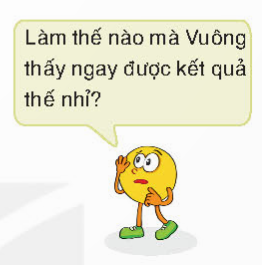 Làm thế nào mà Vuông
thấy ngay được kết quả
thế nhỉ?